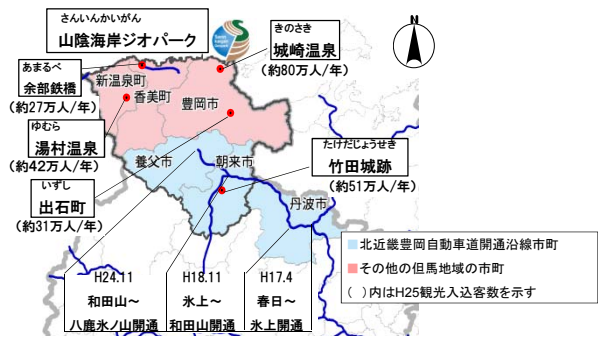 さんいんかいがん
山陰海岸ジオパーク
きのさき
城崎温泉
(約80万人/年)
N
あまるべ
余部鉄橋
(約27万人/年)
新温泉町
香美町
豊岡市
ゆむら
湯村温泉
(約42万人/年)
養父市
朝来市
たけだじょうせき
竹田城跡
(約51万人/年)
いずし
出石町
(約31万人/年)
丹波市
北近畿豊岡自動車道開通沿線市町
その他の但馬地域の市町
( )内はH25観光入込客数を示す
H24.11
和田山～
八鹿氷ノ山開通
H18.11
氷上～
和田山開通
H17.4
春日～
氷上開通